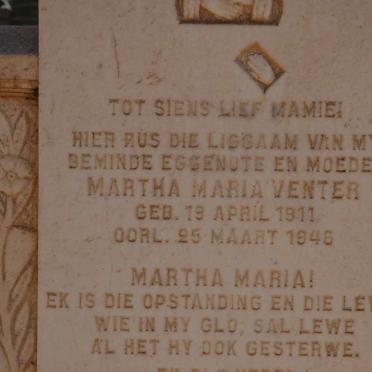 TOT SIENS LIEF MAMIE!
HIER RUS DIE LIGGAAM VAN MY
BEMINDE EGGENOTE EN MOEDE
MARTHA MARIA VENTER
GEB. 19 APRIL 1911
OORL. 25 MAART 1946
MARTHA MARIA!
EK IS DIE OPSTANDING EN DIE LEW
WIE IN MY GLO, SAL LEWE
AL HET HY OOK GESTERWE.